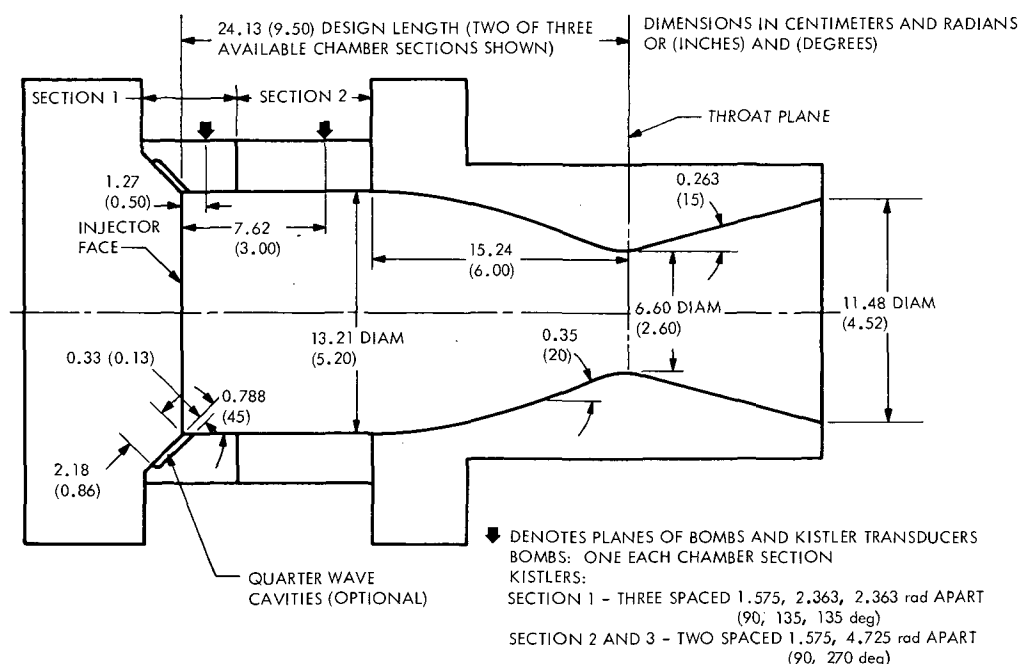 24.13 (9.50) DESIGN LENGTH (TWO OF THREE
AVAILABLE CHAMBER SECTIONS SHOWN)
DIMENSIONS IN CENTIMETERS AND RADIANS
OR (INCHES) AND (DEGREES)
SECTION 1
SECTION 2
THROAT PLANE
1.27
(0.50)
0.263
(15)
INJECTOR
FACE
7.62
(3.00)
15.24
(6.00)
13.21 DIAM
(5.20)
6.60 DIAM
(2.60)
11.48 DIAM
(4.52)
0.33 (0.13)
0.35
(20)
0.788
(45)
2.18
(0.86)
QUARTER WAVE
CAVITIES (OPTIONAL)
DENOTES PLANES OF BOMBS AND KISTLER TRANSDUCERS
BOMBS: ONE EACH CHAMBER SECTION
KISTLERS:
SECTION 1 - THREE SPACED 1.575, 2.363, 2.363 rad APART
(90, 135, 135 deg)
SECTION 2 AND 3 - TWO SPACED 1.575, 4.725 rad APART
(90, 270 deg)